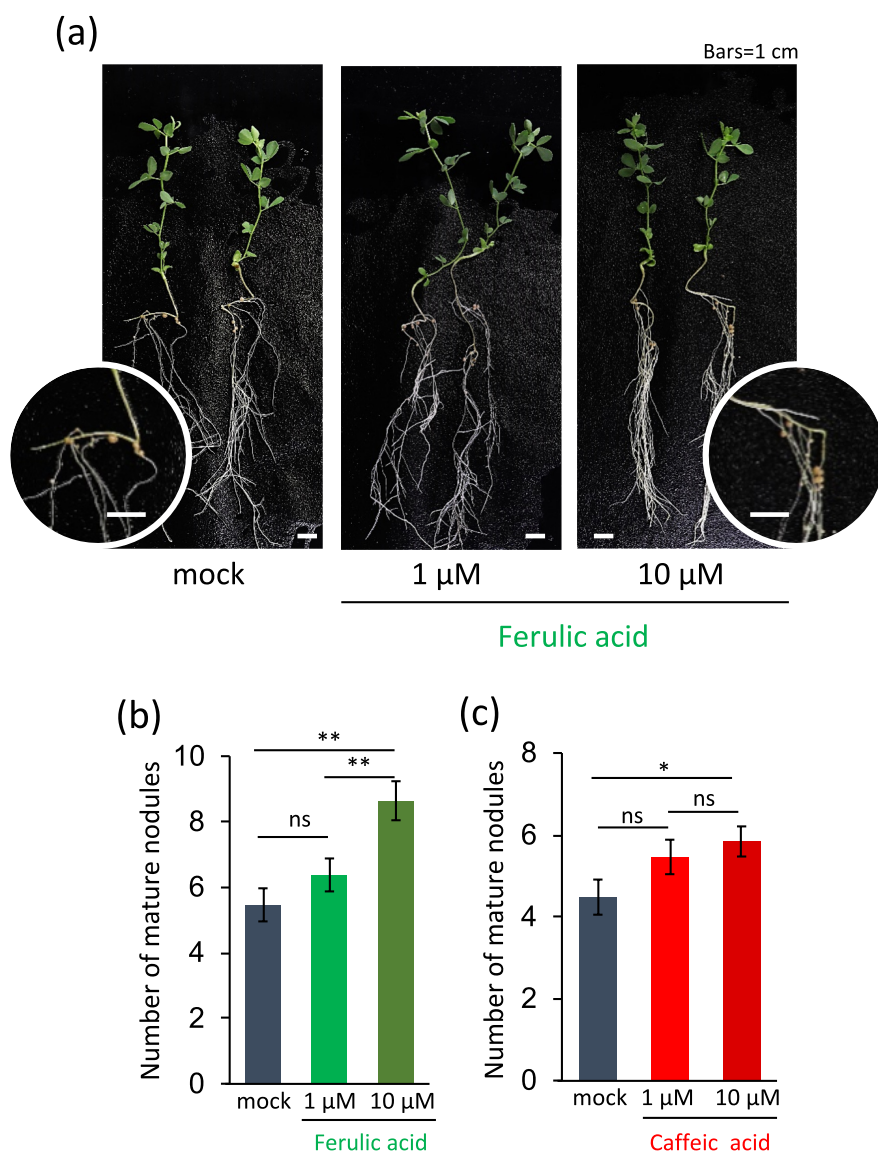 (a)
Bars=1 cm
mock
1 µM
10 µM
Ferulic acid
(b)
Number of mature nodules
10
8
6
4
2
0
**
**
ns
mock
1 µM
10 µM
Ferulic acid
(c)
Number of mature nodules
8
6
4
2
0
*
ns
ns
mock
1 µM
10 µM
Caffeic acid